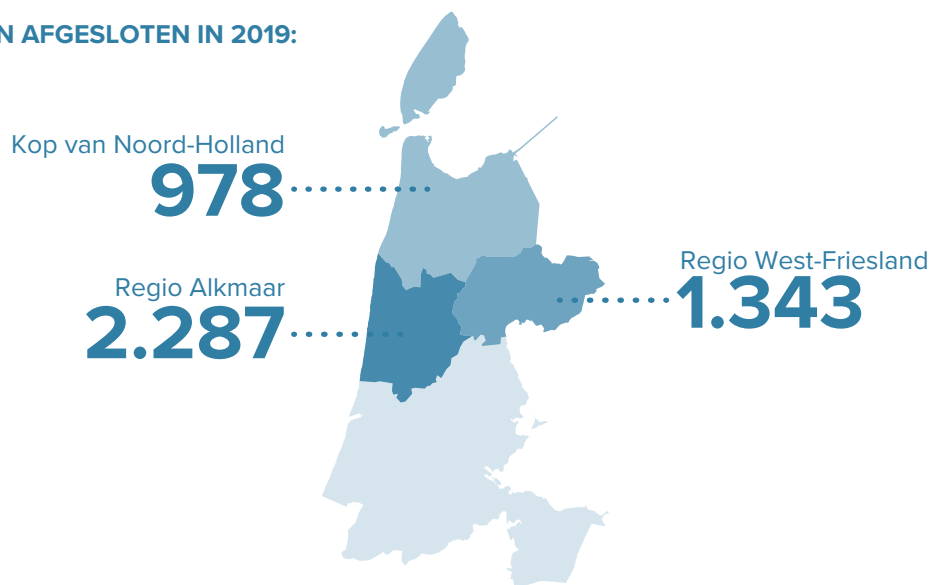 N AFGESLOTEN IN 2019:
Kop van Noord-Holland
978
Regio Alkmaar
2.287
Regio West-Friesland
1.343